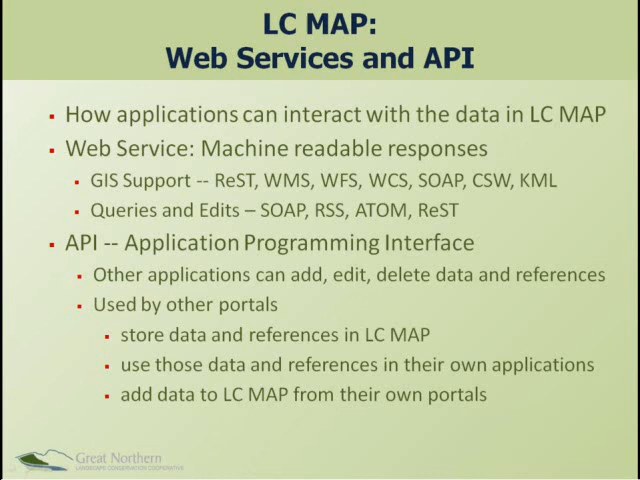 LC MAP:
Web Services and API
How applications can interact with the data in LC MAP
Web Service: Machine readable responses
GIS Support -- ReST, WMS, WFS, WCS, SOAP, CSW, KML
Queries and Edits – SOAP, RSS, ATOM, ReST
API -- Application Programming Interface
Other applications can add, edit, delete data and references
Used by other portals
store data and references in LC MAP
use those data and references in their own applications
add data to LC MAP from their own portals
Great Northern
LANDSCAPE CONSERVATION COOPERATIVE